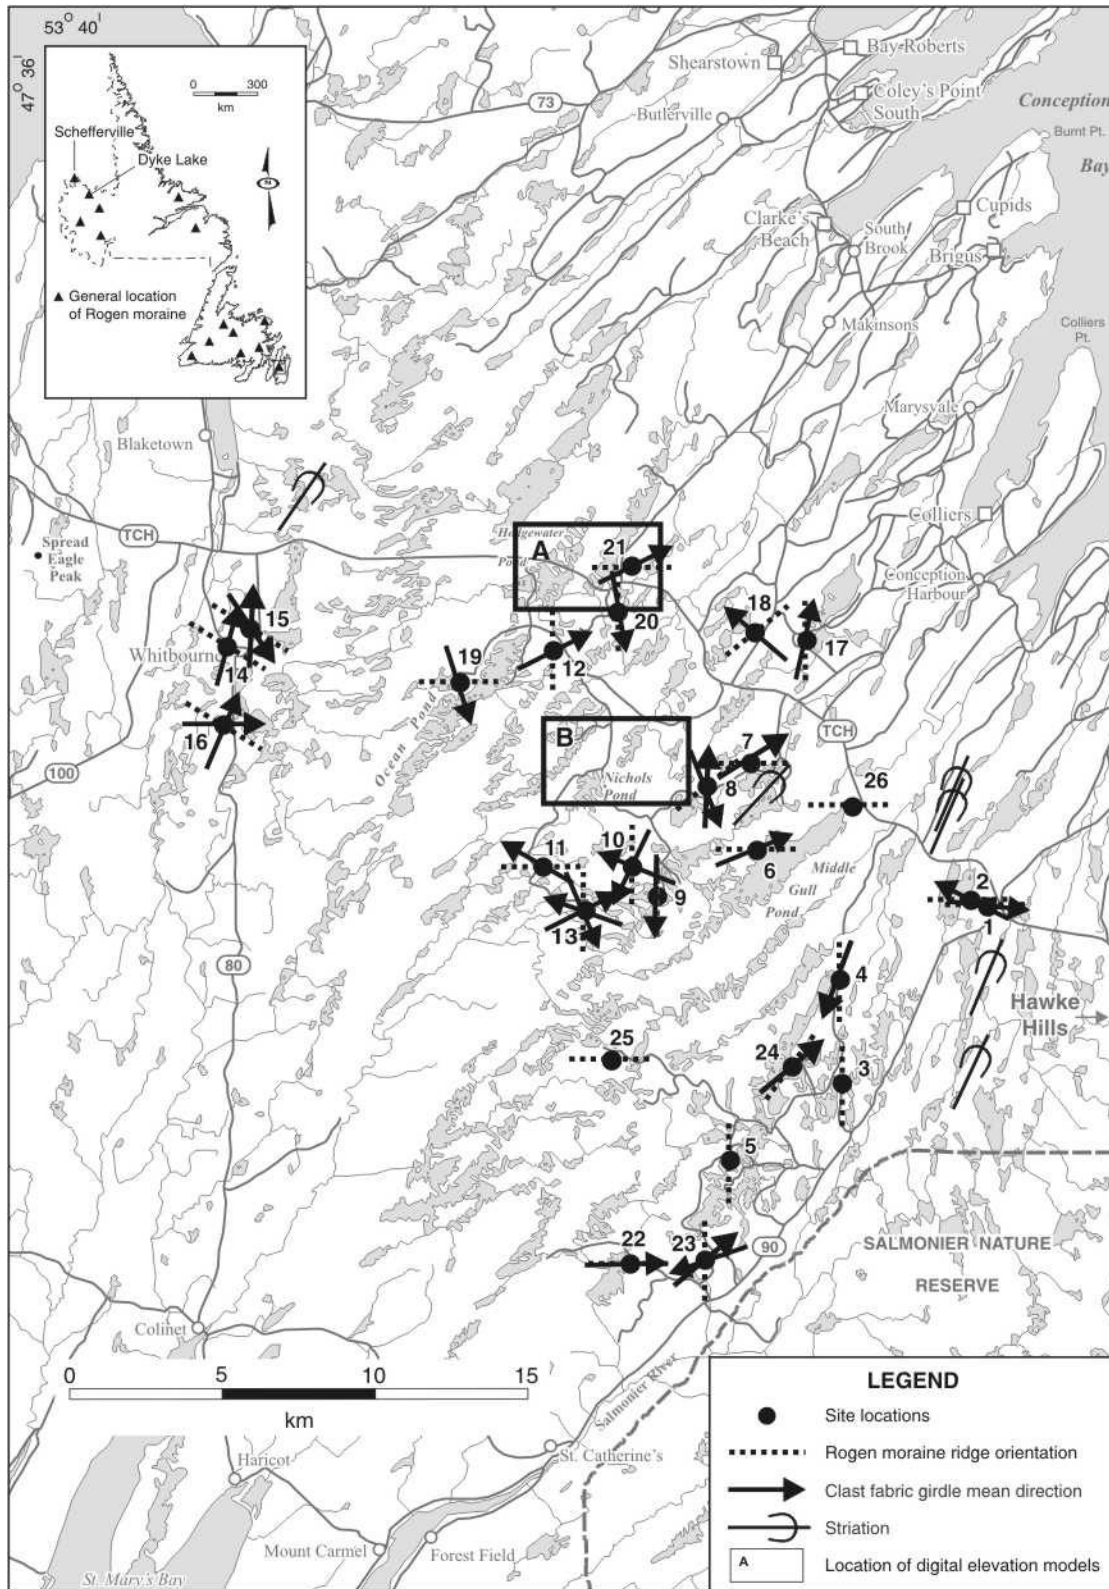 53° 40'
47° 36'
0 300
km
Schefferville
Dyke Lake
N
▲ General location
of Rogen moraine
Shearstown
Bay Roberts
73
Coley's Point
South
Butlerville
Conception
Burnt Pt.
Bay
Clarke's
Beach
South
Brook
Cupids
Brigus
Makinsons
Colliers
Pt.
Marysvale
Blaketown
Colliers
TCH
Spread
Eagle
Peak
Hodgewater
Pond
A
21
Conception
Harbour
15
18
20
17
Whitbourne
14
19
12
16
Ocean Pond
B
7
TCH
100
Nichols
Pond
8
26
10
11
6
Middle
Gull
Pond
9
2
1
13
80
4
Hawke
Hills
25
24
3
5
22
23
90
SALMONIER NATURE
RESERVE
Colinet
0 5 10 15
km
Salmonier River
St. Catherine's
Haricot
Mount Carmel
Forest Field
St. Mary's Bay
LEGEND
Site locations
Rogen moraine ridge orientation
Clast fabric girdle mean direction
Striation
A
Location of digital elevation models